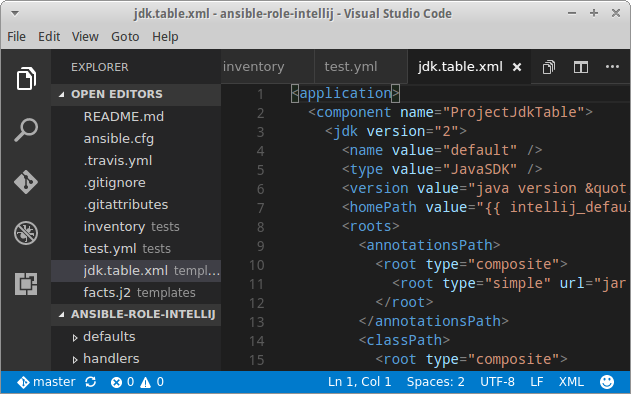 jdk.table.xml - ansible-role-intellij - Visual Studio Code
File Edit View Goto Help
EXPLORER
OPEN EDITORS
README.md
ansible.cfg
.travis.yml
.gitignore
.gitattributes
inventory tests
test.yml tests
jdk.table.xml templ...
facts.j2 templates
ANSIBLE-ROLE-INTELLIJ
defaults
handlers
inventory test.yml jdk.table.xml
1 <application>
2 <component name="ProjectJdkTable">
3 <jdk version="2">
4 <name value="default" />
5 <type value="JavaSDK" />
6 <version value="java version &quot
7 <homePath value="{{ intellij_defau
8 <roots>
9 <annotationsPath>
10 <root type="composite">
11 <root type="simple" url="jar
12 </root>
13 </annotationsPath>
14 <classPath>
15 <root type="composite">
master 0 0 Ln 1, Col 1 Spaces: 2 UTF-8 LF XML